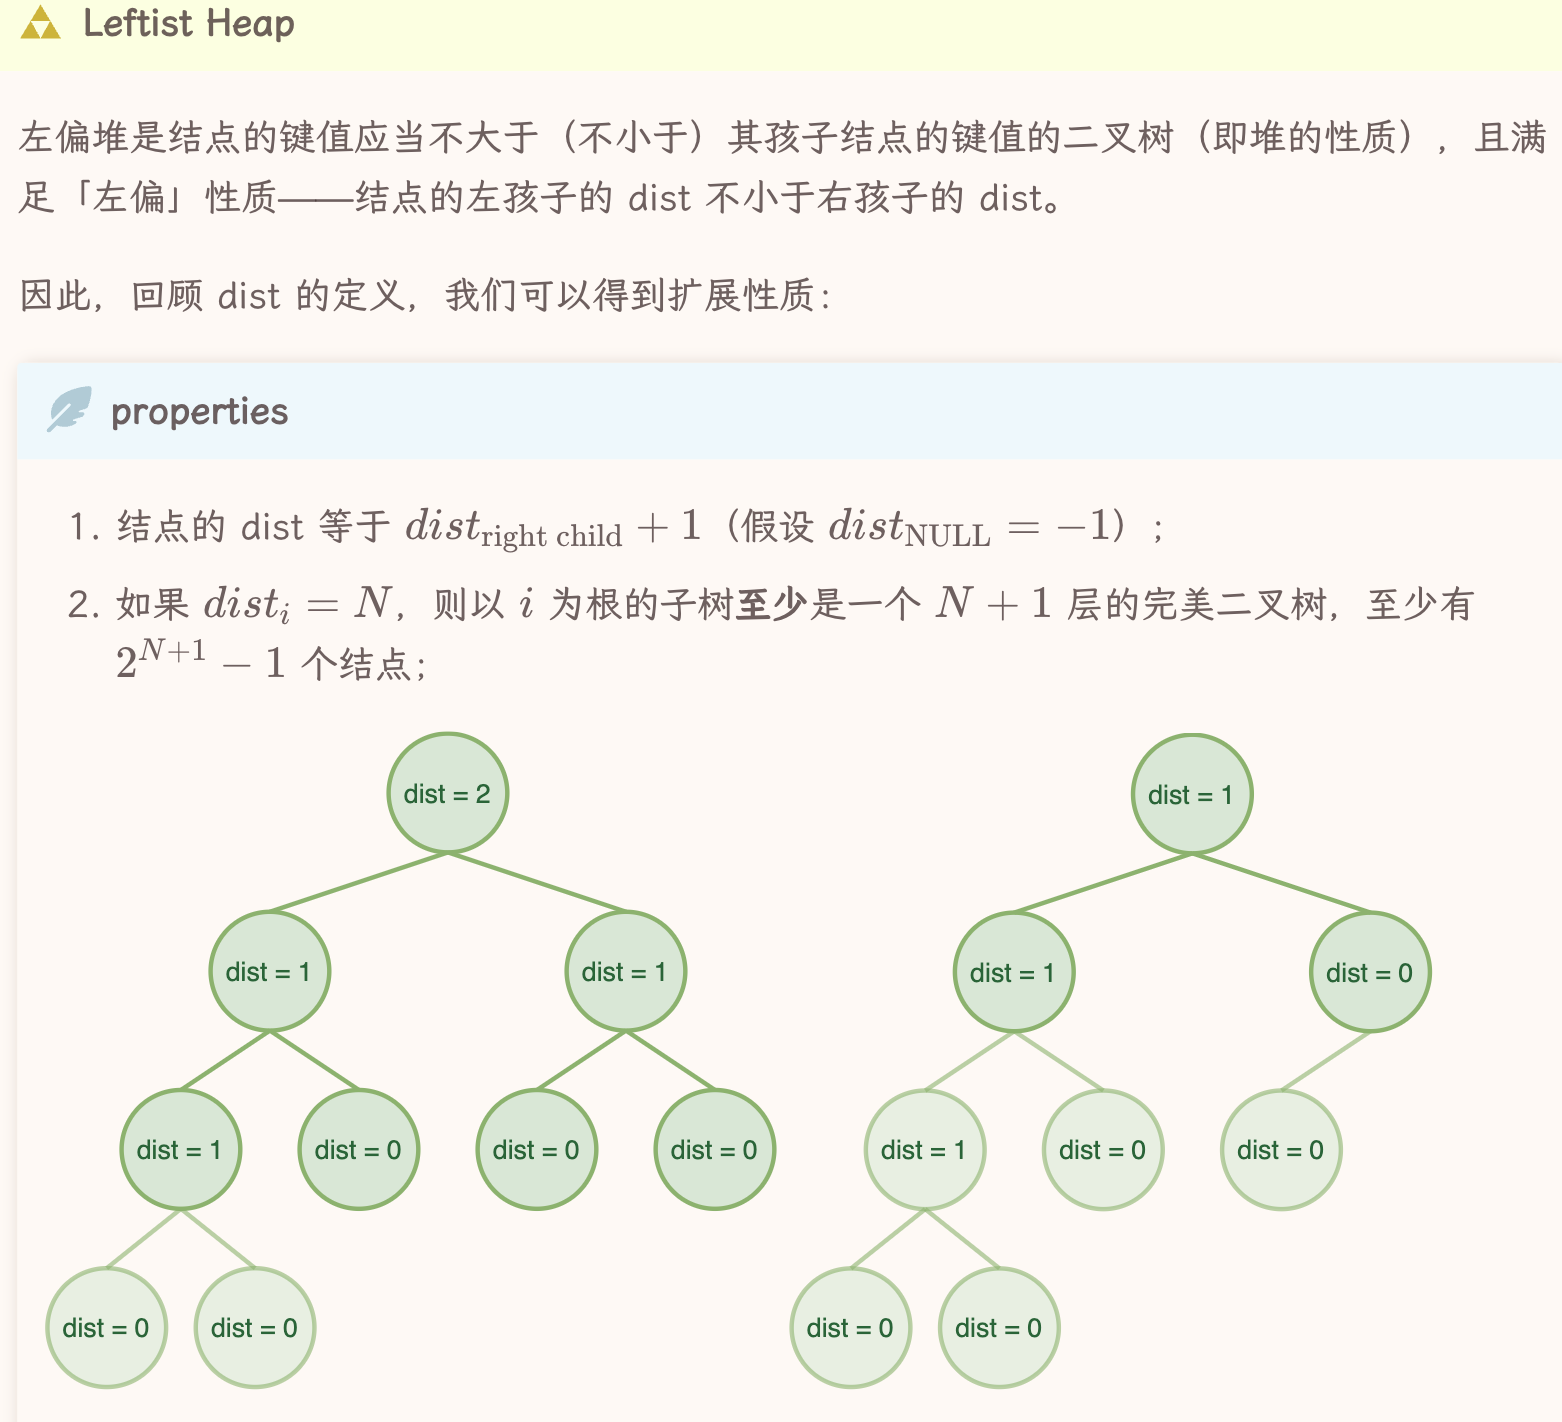 Leftist Heap
左偏堆是结点的键值应当不大于（不小于）其孩子结点的键值的二叉树（即堆的性质），且满
足「左偏」性质——结点的左孩子的 dist 不小于右孩子的 dist。
因此，回顾 dist 的定义，我们可以得到扩展性质：
properties
1. 结点的 dist 等于 dist_{right child} + 1（假设 dist_{NULL} = −1）；
2. 如果 dist_i = N，则以 i 为根的子树至少是一个 N + 1 层的完美二叉树，至少有
2^{N+1} − 1 个结点；
dist = 2 dist = 1
dist = 1 dist = 1 dist = 1 dist = 0
dist = 1 dist = 0 dist = 0 dist = 0 dist = 1 dist = 0 dist = 0
dist = 0 dist = 0 dist = 0 dist = 0